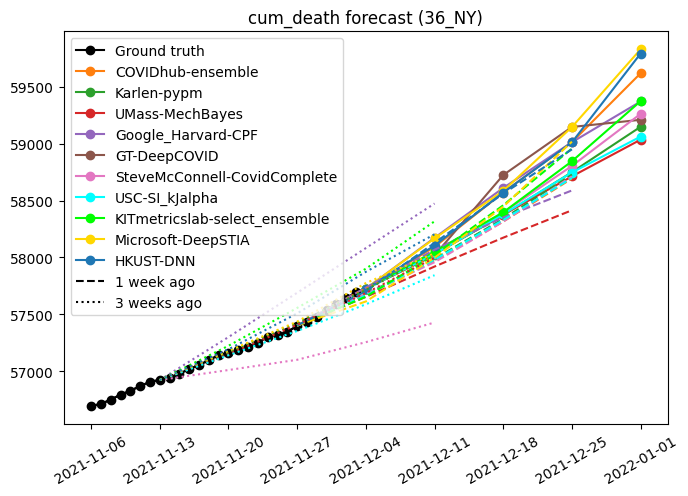 cum_death forecast (36_NY)
Ground truth
COVIDhub-ensemble
Karlen-pypm
UMass-MechBayes
Google_Harvard-CPF
GT-DeepCOVID
SteveMcConnell-CovidComplete
USC-SI_kJalpha
KITmetricslab-select_ensemble
Microsoft-DeepSTIA
HKUST-DNN
1 week ago
3 weeks ago
59500
59000
58500
58000
57500
57000
2021-11-06
2021-11-13
2021-11-20
2021-11-27
2021-12-04
2021-12-11
2021-12-18
2021-12-25
2022-01-01